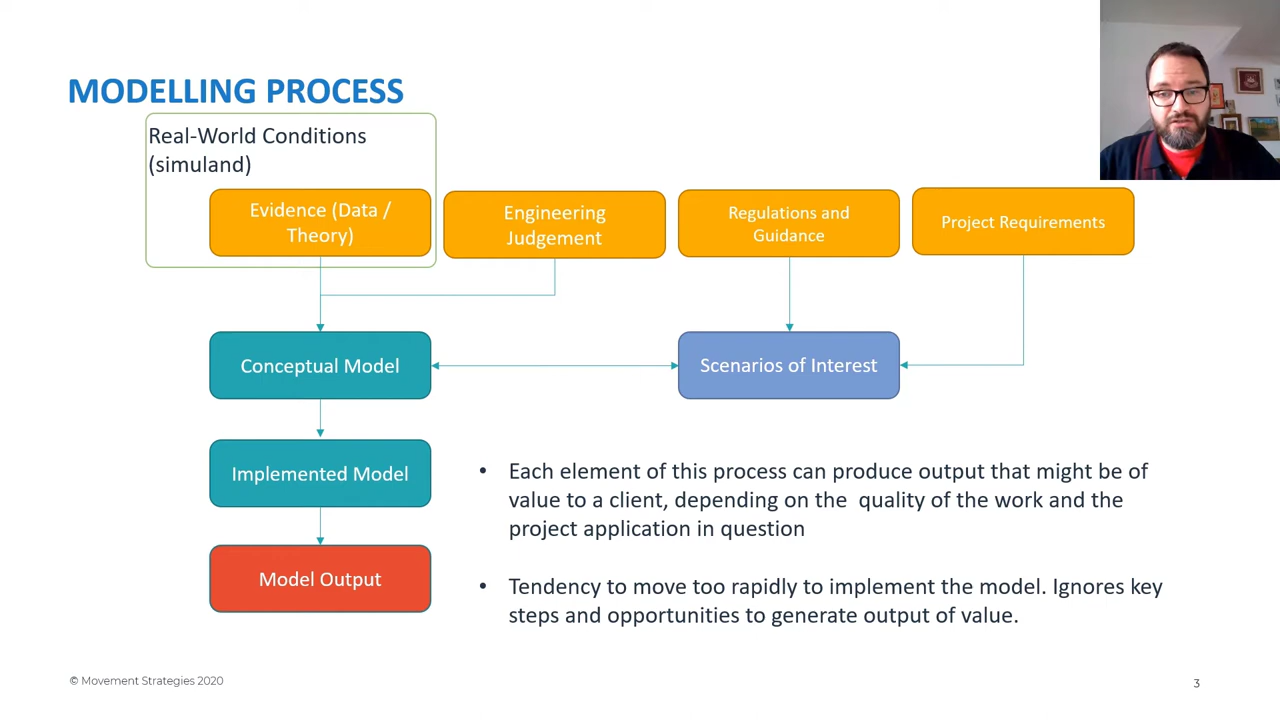 MODELLING PROCESS
Real-World Conditions
(simuland)
Evidence (Data /
Theory)
Engineering
Judgement
Regulations and
Guidance
Project Requirements
Conceptual Model
Scenarios of Interest
Implemented Model
Model Output
• Each element of this process can produce output that might be of
value to a client, depending on the quality of the work and the
project application in question
• Tendency to move too rapidly to implement the model. Ignores key
steps and opportunities to generate output of value.
© Movement Strategies 2020
3